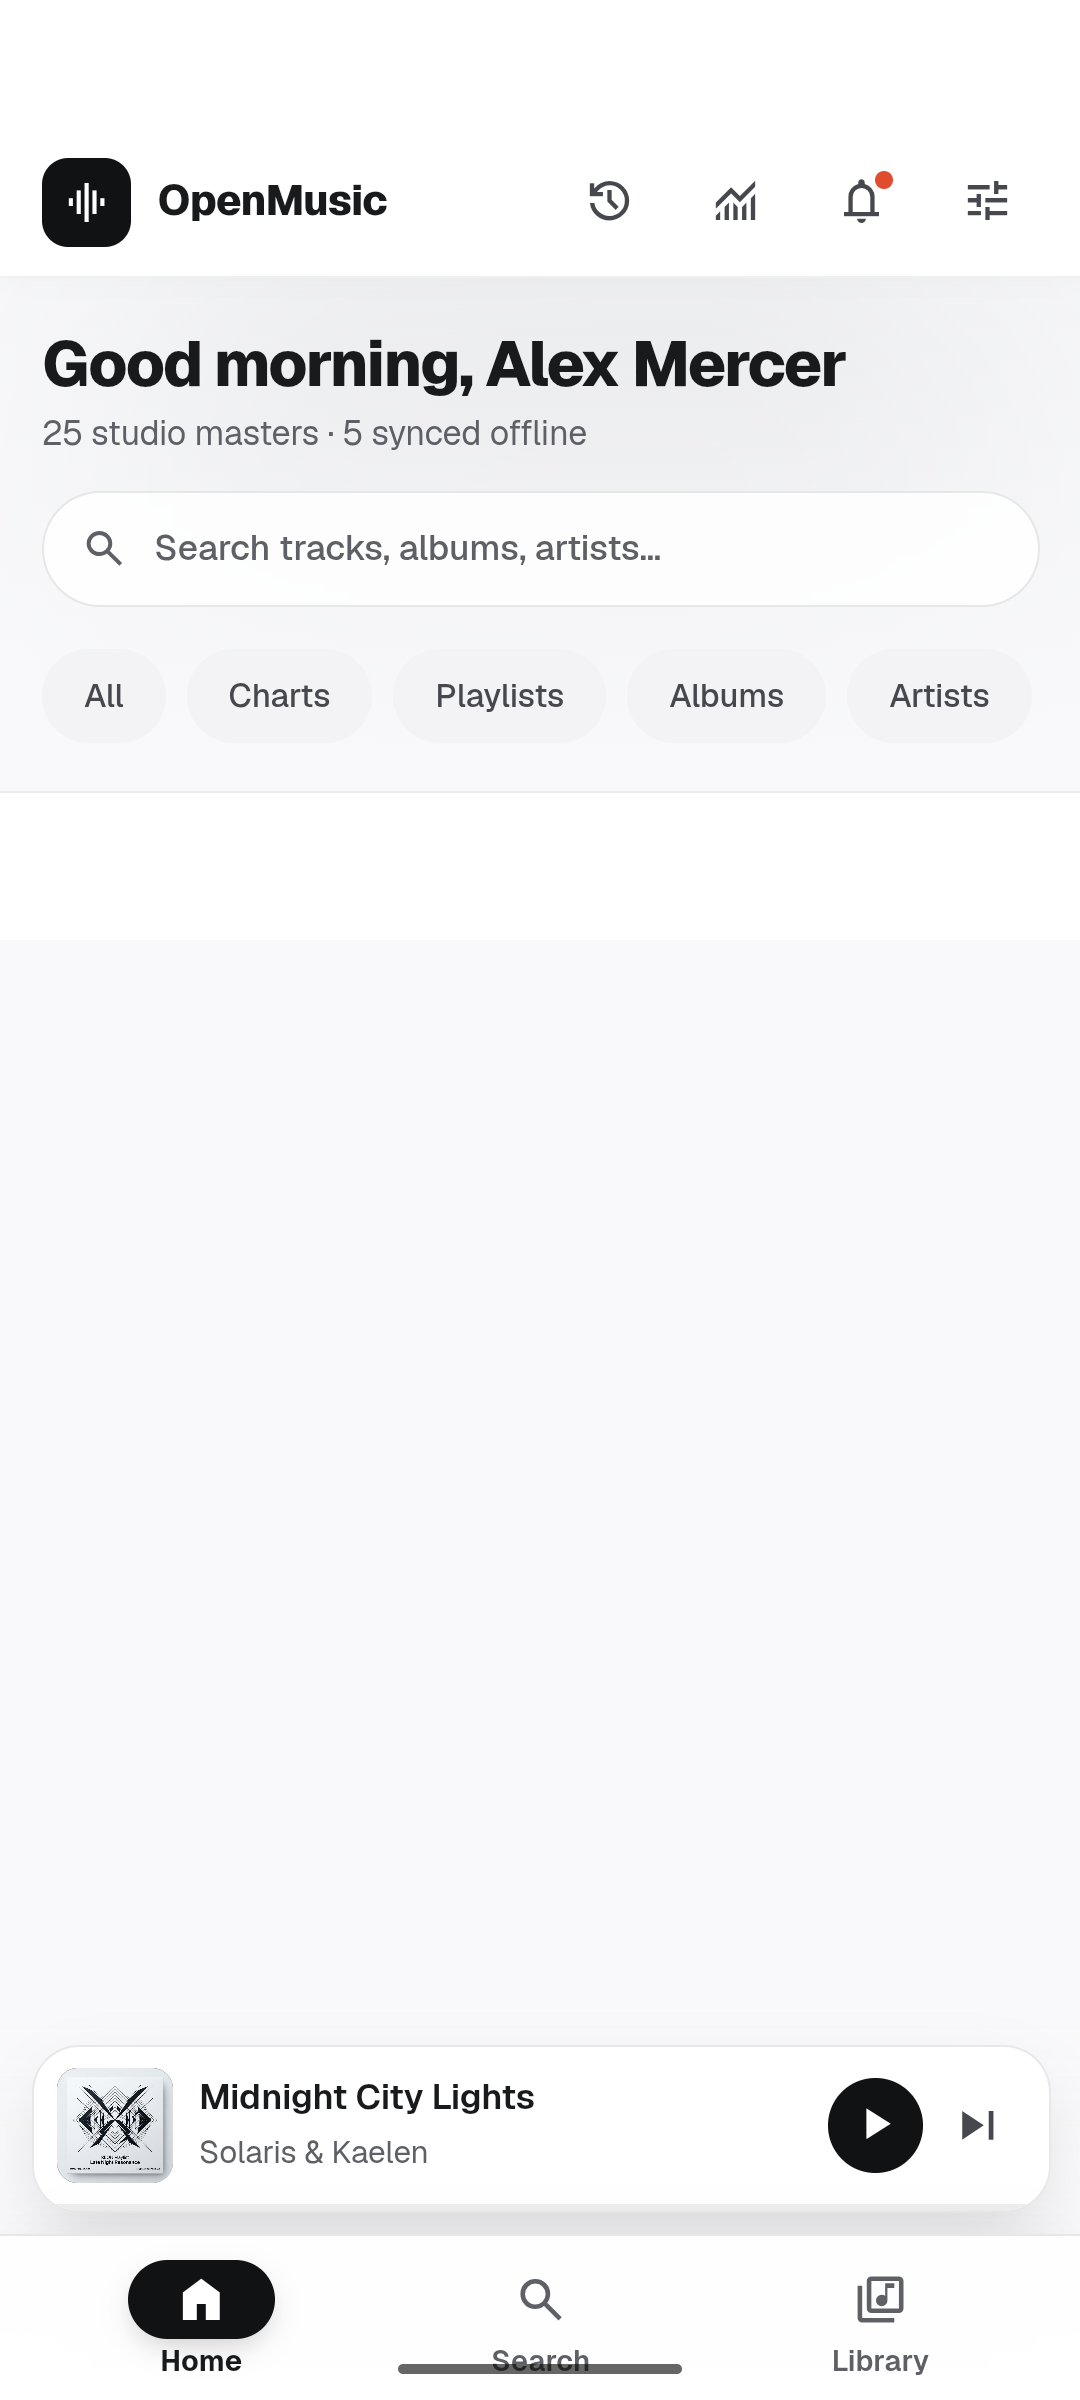 OpenMusic
Good morning, Alex Mercer
25 studio masters · 5 synced offline
Search tracks, albums, artists...
All
Charts
Playlists
Albums
Artists
Midnight City Lights
Solaris & Kaelen
Home
Search
Library